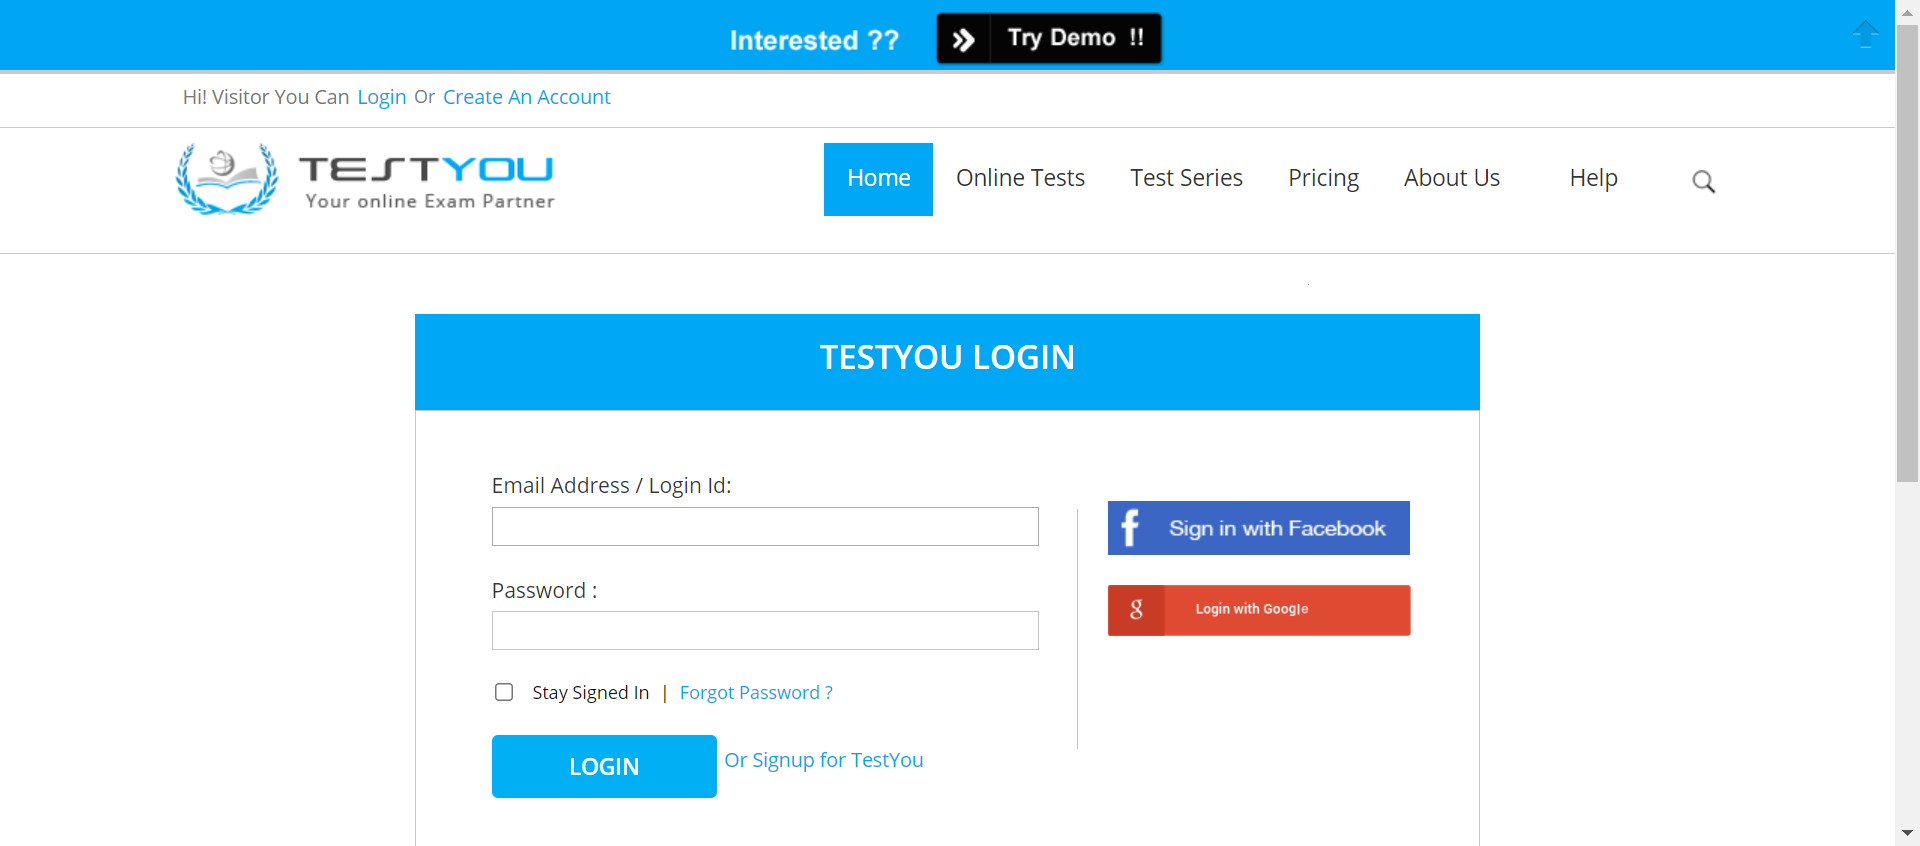 Interested ?? Try Demo !!
Hi! Visitor You Can Login Or Create An Account
TESTYOU
Your online Exam Partner
Home Online Tests Test Series Pricing About Us Help
TESTYOU LOGIN
Email Address / Login Id:
Sign in with Facebook
Password :
Login with Google
Stay Signed In | Forgot Password ?
LOGIN Or Signup for TestYou